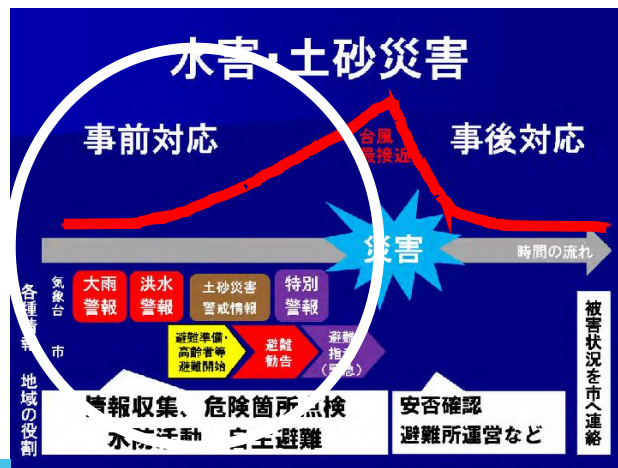 水害・土砂災害
事前対応
事後対応
台風
最接近
災害
時間の流れ
各種情報
気象台
大雨
警報
洪水
警報
土砂災害
警戒情報
特別
警報
市
避難準備・
高齢者等
避難開始
避難
勧告
避難
指示
(緊急)
地域の役割
情報収集、危険箇所点検
水防活動、自主避難
安否確認
避難所運営など
被害状況を市へ連絡